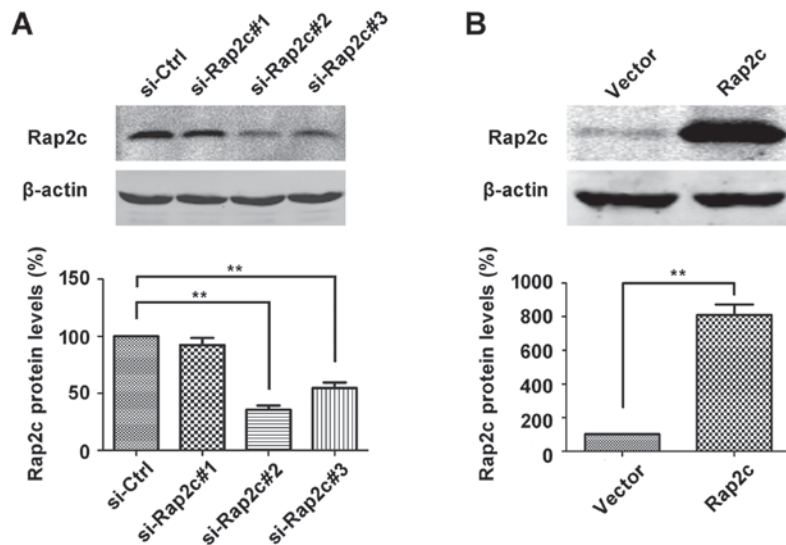 A
si-Ctrl
si-Rap2c#1
si-Rap2c#2
si-Rap2c#3
Rap2c
β-actin
Rap2c protein levels (%)
150
100
50
0
**
**
si-Ctrl
si-Rap2c#1
si-Rap2c#2
si-Rap2c#3
B
Vector
Rap2c
Rap2c
β-actin
Rap2c protein levels (%)
1000
800
600
400
200
0
**
Vector
Rap2c